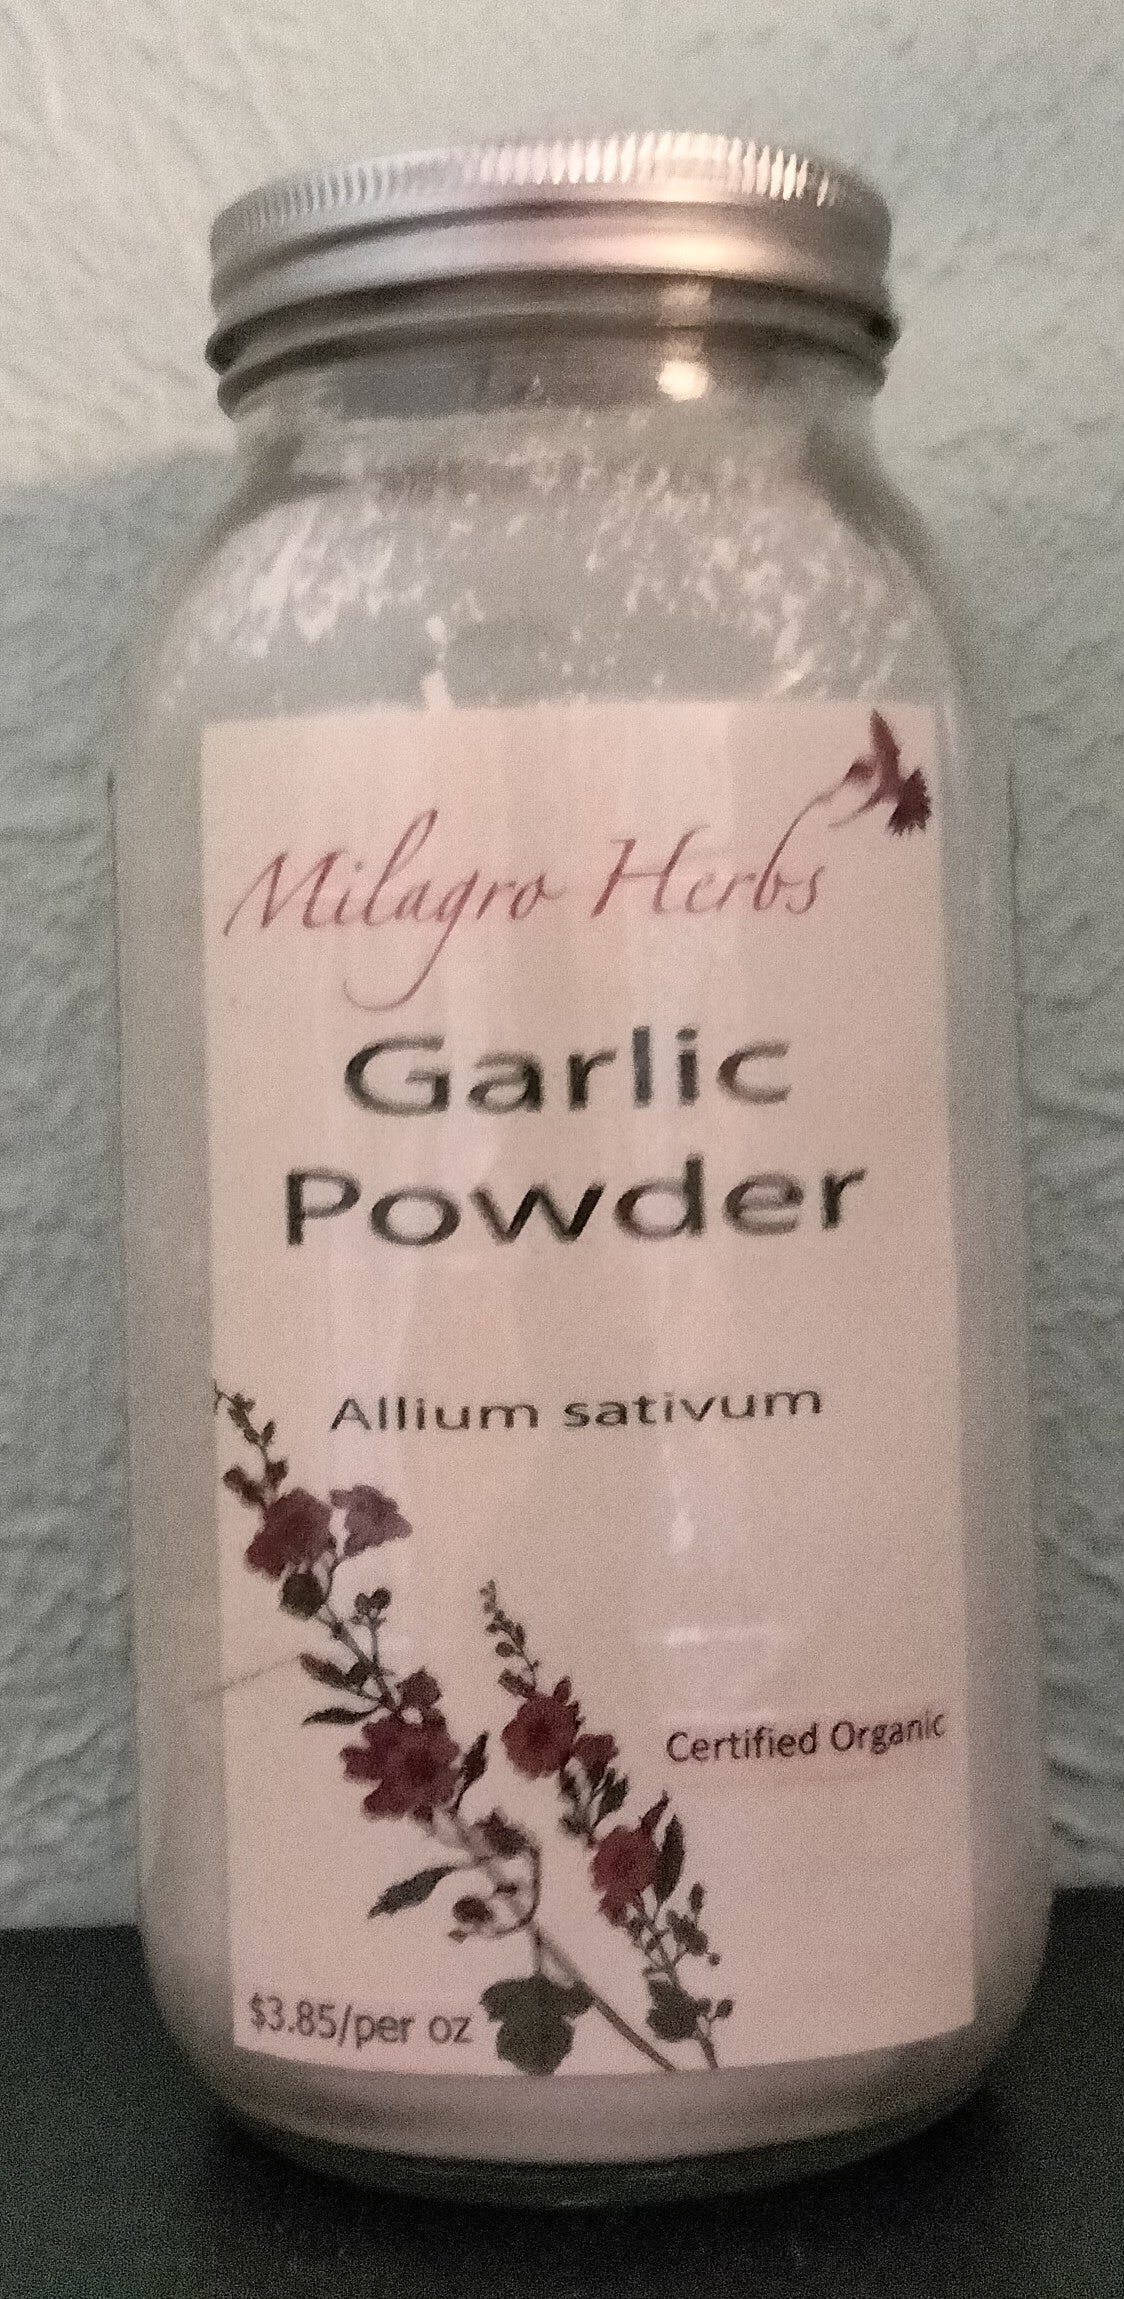 Milagro Herbs
Garlic
Powder
Allium sativum
Certified Organic
$3.85/per oz